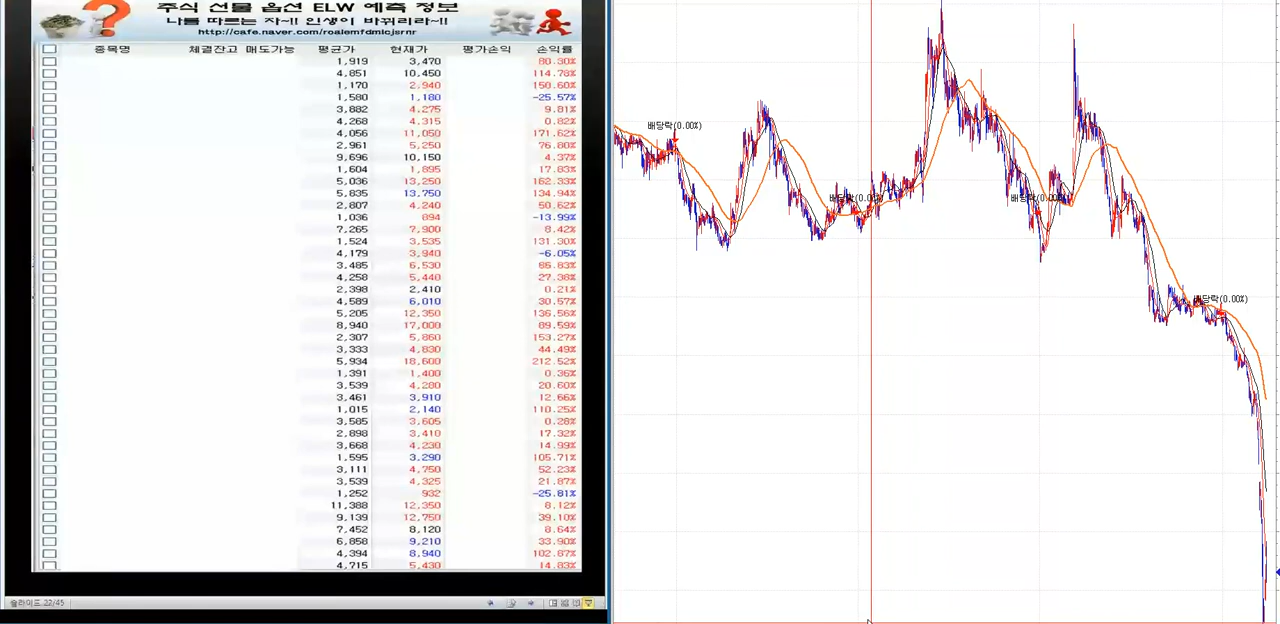 주식 선물 옵션 ELW 예측 정보
나를 따르는 자~!! 인생이 바뀌리라~!!
http://cafe.naver.com/roalemfdmlcjsrnr
종목명 체결잔고 매도가능 평균가 현재가 평가손익 손익률
1,919 3,470 80.30%
4,851 10,450 114.78%
1,170 2,940 150.60%
1,580 1,180 -25.57%
3,882 4,275 9.81%
4,268 4,315 0.82%
4,056 11,050 171.62%
2,961 5,250 76.80%
9,696 10,150 4.37%
1,604 1,895 17.83%
5,036 13,250 162.33%
5,835 13,750 134.94%
2,807 4,240 50.62%
1,036 894 -13.99%
7,265 7,900 8.42%
1,524 3,535 131.30%
4,179 3,940 -6.05%
3,485 6,530 86.83%
4,258 5,440 27.36%
2,398 2,410 0.21%
4,589 6,010 30.57%
5,205 12,350 136.56%
8,940 17,000 89.59%
2,307 5,860 153.27%
3,333 4,830 44.49%
5,934 18,600 212.52%
1,391 1,400 0.36%
3,539 4,280 20.60%
3,461 3,910 12.66%
1,015 2,140 110.25%
3,585 3,605 0.28%
2,898 3,410 17.32%
3,668 4,230 14.99%
1,595 3,290 105.71%
3,111 4,750 52.23%
3,539 4,325 21.87%
1,252 932 -25.81%
11,388 12,350 8.12%
9,139 12,750 39.10%
7,452 8,120 8.64%
6,858 9,210 33.90%
4,394 8,940 102.87%
4,715 5,430 14.83%
슬라이드 22/45
배당락(0.00%)
배당락(0.00%)
배당락(0.00%)
배당락(0.00%)